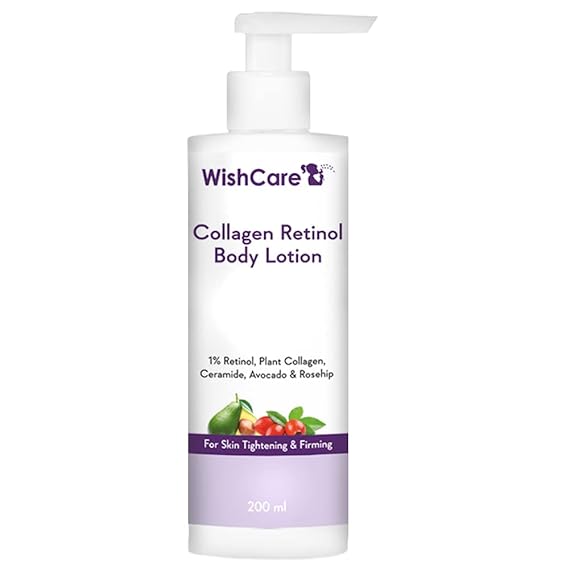 WishCare
Collagen Retinol
Body Lotion
1% Retinol, Plant Collagen,
Ceramide, Avocado & Rosehip
For Skin Tightening & Firming
200 ml